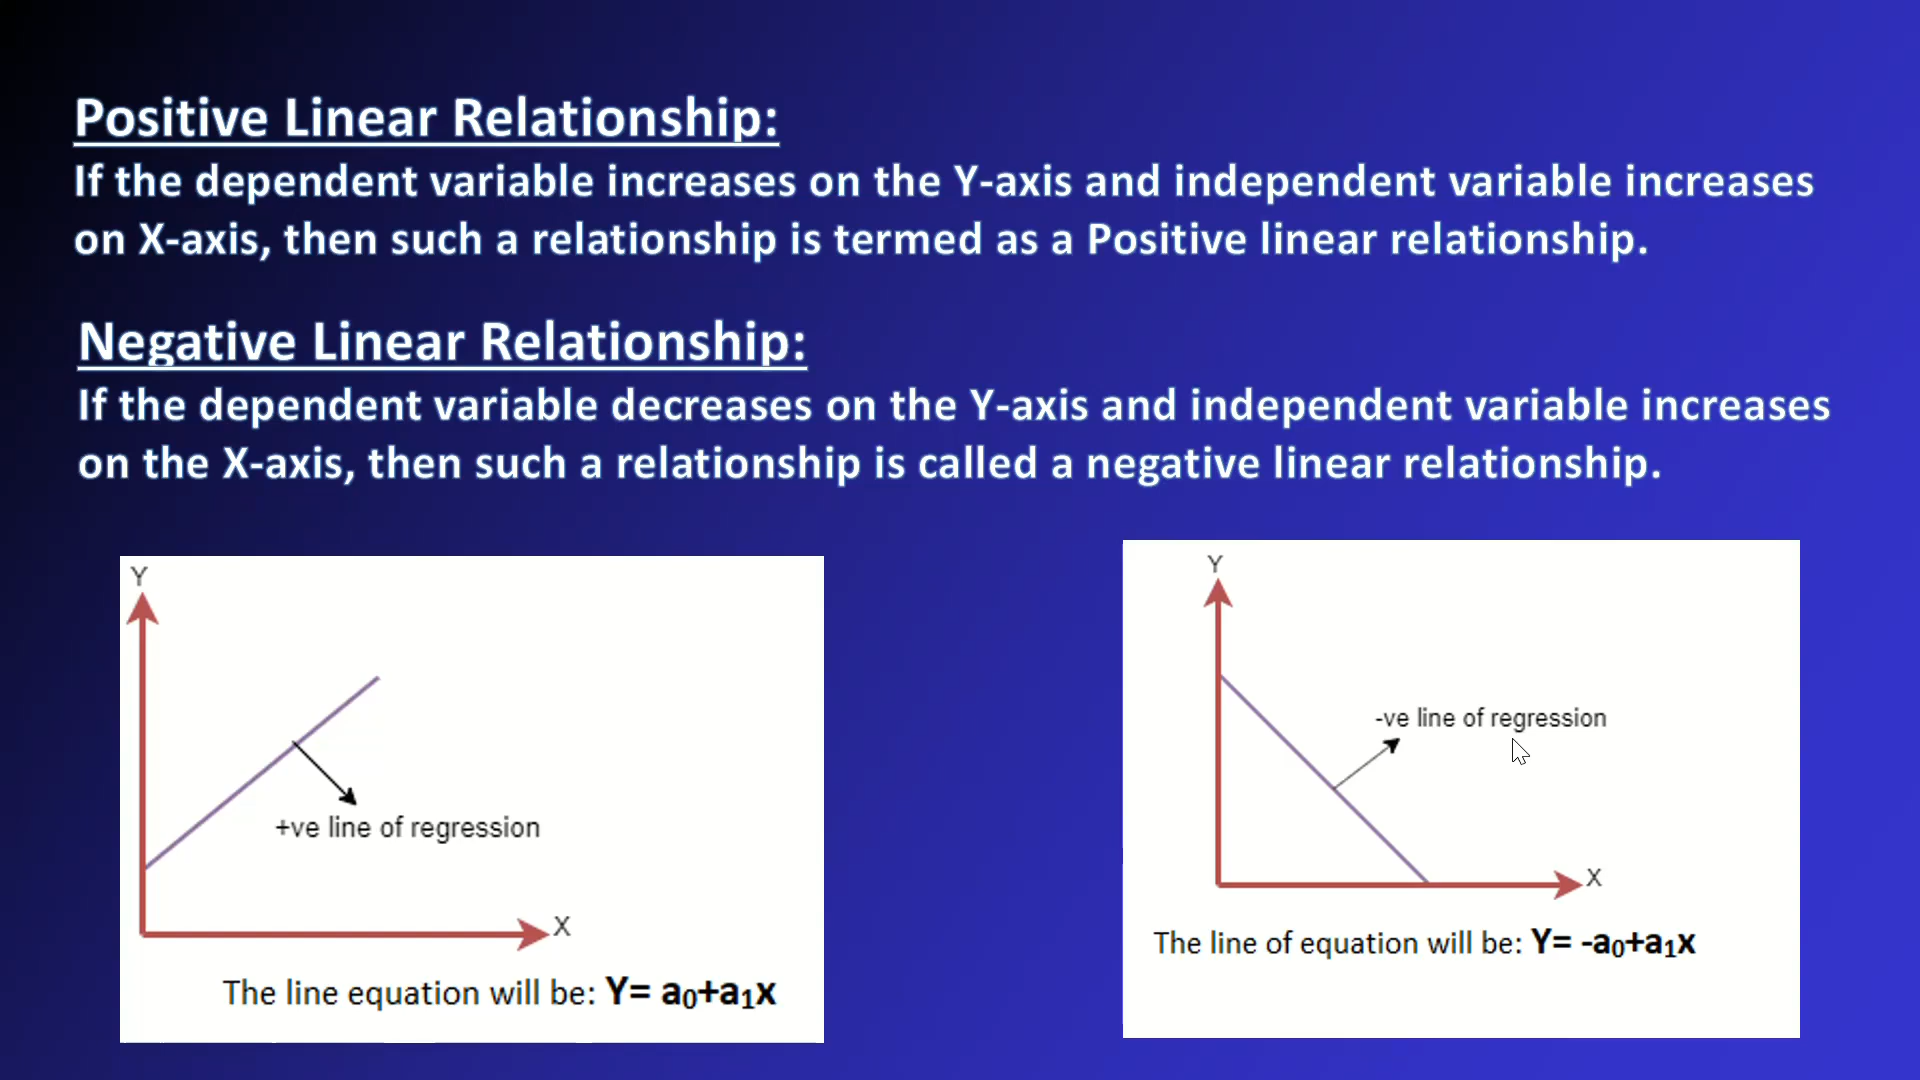 Positive Linear Relationship:
If the dependent variable increases on the Y-axis and independent variable increases
on X-axis, then such a relationship is termed as a Positive linear relationship.
Negative Linear Relationship:
If the dependent variable decreases on the Y-axis and independent variable increases
on the X-axis, then such a relationship is called a negative linear relationship.
Y
+ve line of regression
X
The line equation will be: Y= a₀+a₁x
Y
-ve line of regression
X
The line of equation will be: Y= -a₀+a₁x